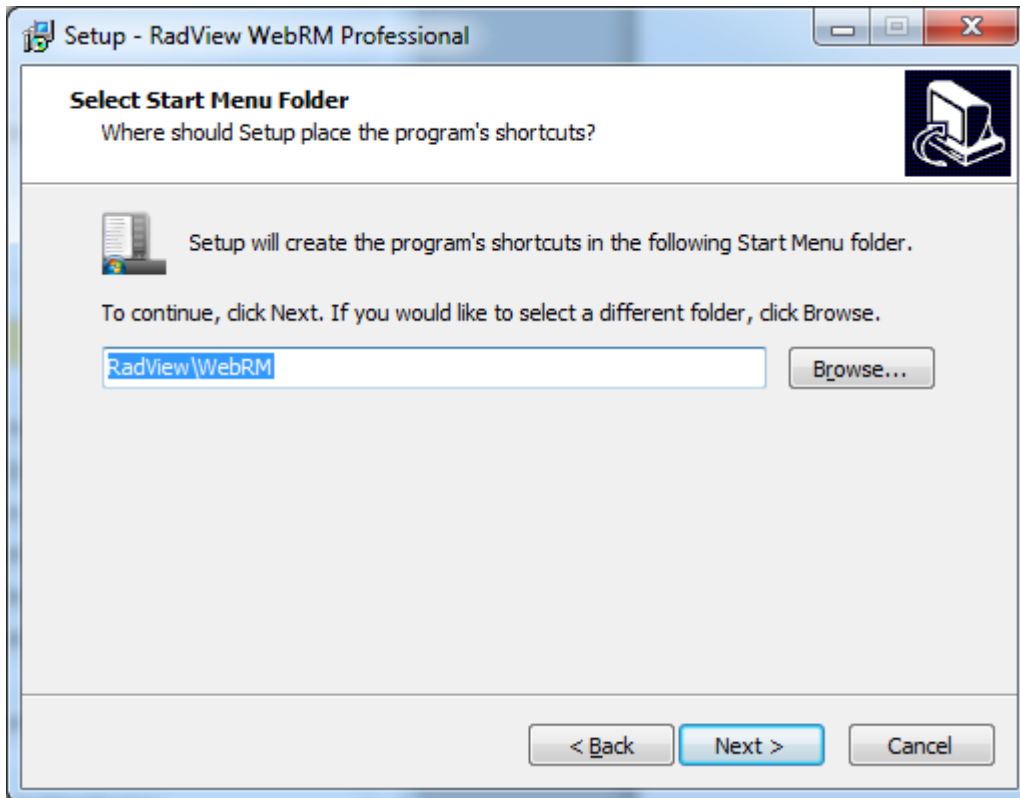 Setup - RadView WebRM Professional
Select Start Menu Folder
Where should Setup place the program's shortcuts?
Setup will create the program's shortcuts in the following Start Menu folder.
To continue, click Next. If you would like to select a different folder, click Browse.
RadView\WebRM
Browse...
< Back
Next >
Cancel